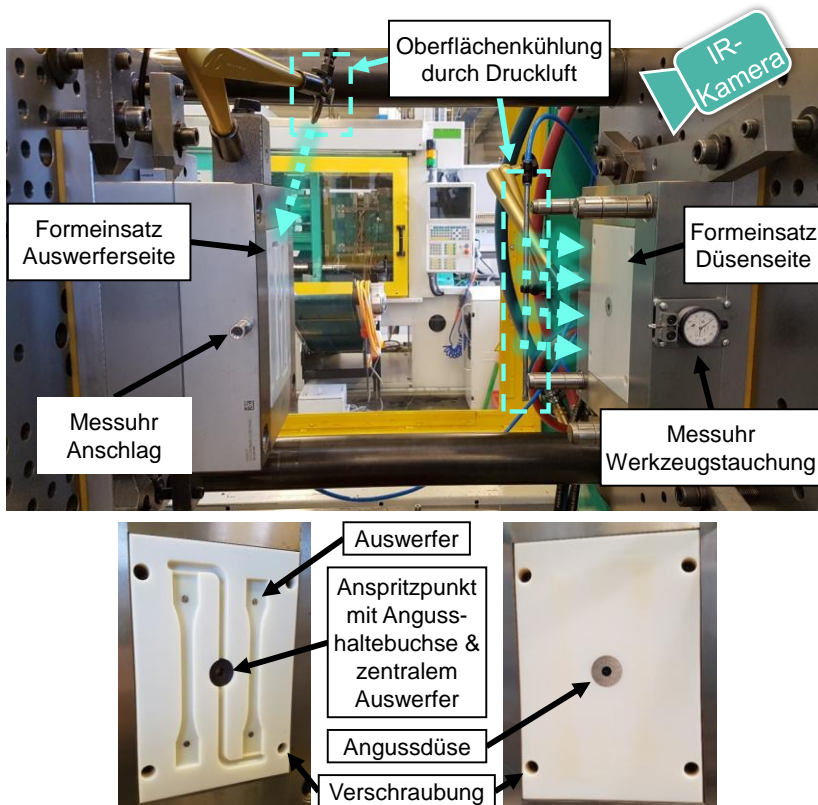 Oberflächenkühlung
durch Druckluft
IR-
Kamera
Formeinsatz
Auswerferseite
Formeinsatz
Düsenseite
Messuhr
Anschlag
Messuhr
Werkzeugstauchung
Auswerfer
Anspritzpunkt
mit Anguss-
haltebuchse &
zentralem
Auswerfer
Angussdüse
Verschraubung